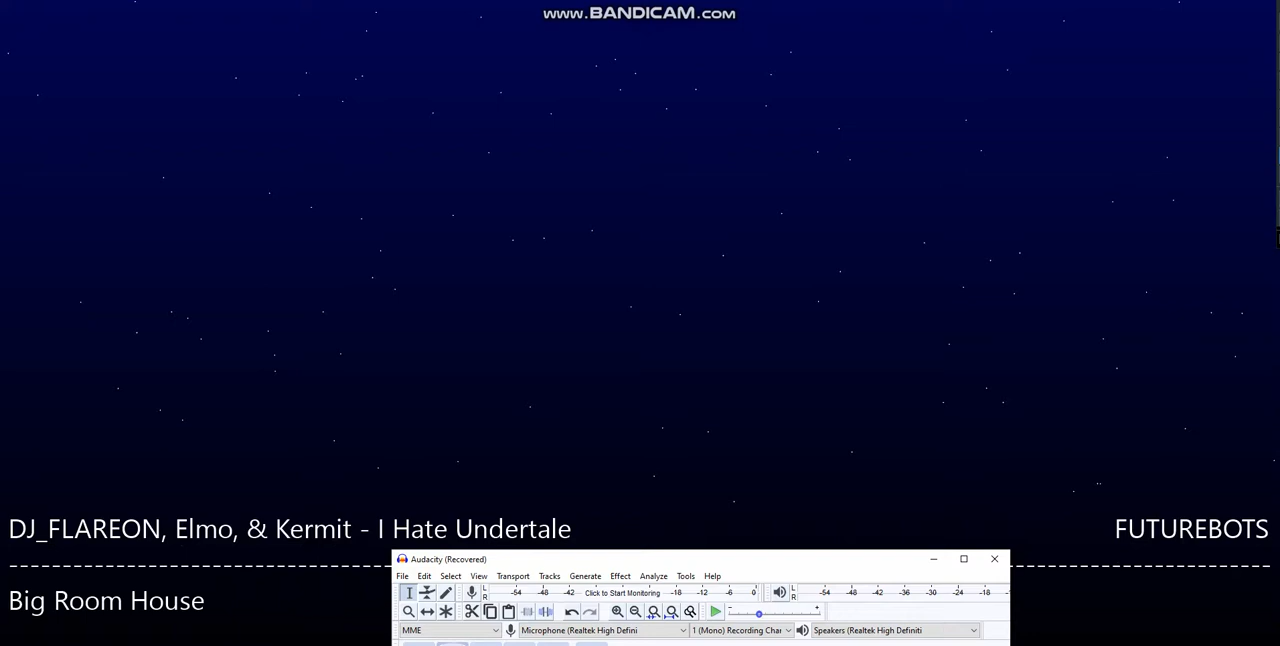 www.BANDICAM.com
DJ_FLAREON, Elmo, & Kermit - I Hate Undertale
FUTUREBOTS
Big Room House
Audacity (Recovered)
File Edit Select View Transport Tracks Generate Effect Analyze Tools Help
L R -54 -48 -42 Click to Start Monitoring -18 -12 -6 0 L R -54 -48 -42 -36 -30 -24 -18
MME Microphone (Realtek High Defini 1 (Mono) Recording Char Speakers (Realtek High Definiti